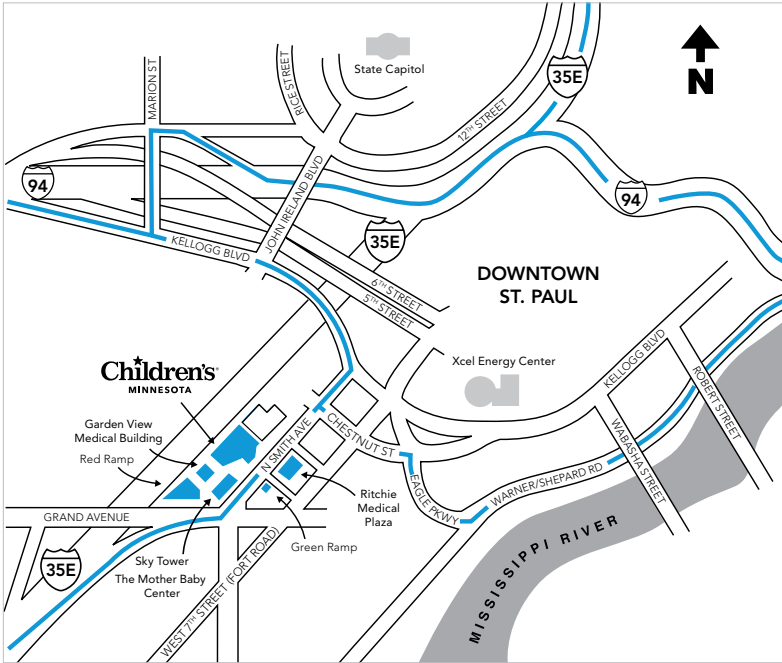 MARION ST
RICE STREET
State Capitol
35E
N
12TH STREET
94
JOHN IRELAND BLVD
94
35E
KELLOGG BLVD
6TH STREET
5TH STREET
DOWNTOWN
ST. PAUL
Xcel Energy Center
KELLOGG BLVD
ROBERT STREET
Children's
MINNESOTA
Garden View
Medical Building
Red Ramp
N SMITH AVE
CHESTNUT ST
EAGLE PKWY
WARNER/SHEPARD RD
WABASHA STREET
Ritchie
Medical
Plaza
GRAND AVENUE
Green Ramp
35E
Sky Tower
The Mother Baby
Center
WEST 7TH STREET (FORT ROAD)
MISSISSIPPI RIVER